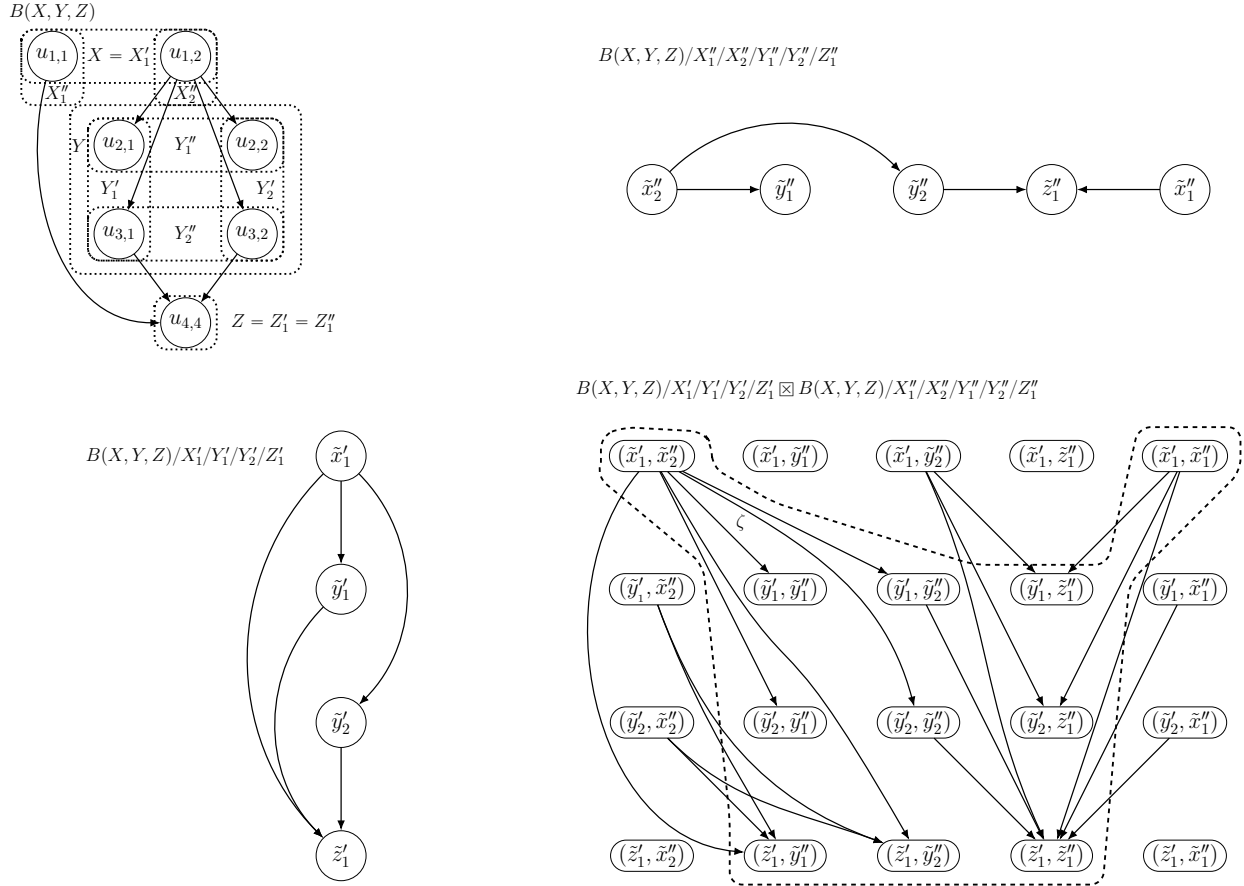 B(X, Y, Z)
u₁,₁ X = X′₁ u₁,₂
X″₁ X″₂
Y u₂,₁ Y″₁ u₂,₂
Y′₁ Y′₂
u₃,₁ Y″₂ u₃,₂
u₄,₄ Z = Z′₁ = Z″₁
B(X, Y, Z)/X″₁/X″₂/Y″₁/Y″₂/Z″₁
x̃″₂ ỹ″₁ ỹ″₂ z̃″₁ x̃″₁
B(X, Y, Z)/X′₁/Y′₁/Y′₂/Z′₁
x̃′₁
ỹ′₁
ỹ′₂
z̃′₁
B(X, Y, Z)/X′₁/Y′₁/Y′₂/Z′₁ ⊠ B(X, Y, Z)/X″₁/X″₂/Y″₁/Y″₂/Z″₁
(x̃′₁, x̃″₂) (x̃′₁, ỹ″₁) (x̃′₁, ỹ″₂) (x̃′₁, z̃″₁) (x̃′₁, x̃″₁)
ζ
(ỹ′₁, x̃″₂) (ỹ′₁, ỹ″₁) (ỹ′₁, ỹ″₂) (ỹ′₁, z̃″₁) (ỹ′₁, x̃″₁)
(ỹ′₂, x̃″₂) (ỹ′₂, ỹ″₁) (ỹ′₂, ỹ″₂) (ỹ′₂, z̃″₁) (ỹ′₂, x̃″₁)
(z̃′₁, x̃″₂) (z̃′₁, ỹ″₁) (z̃′₁, ỹ″₂) (z̃′₁, z̃″₁) (z̃′₁, x̃″₁)